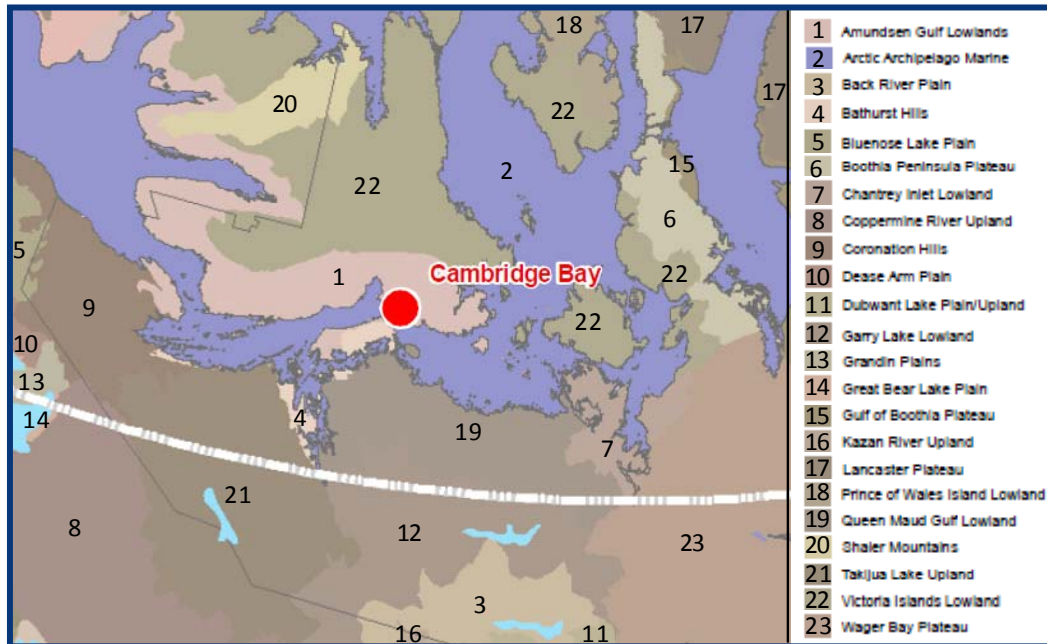 18
17
17
20
22
22
2
15
6
5
1
Cambridge Bay
22
9
22
10
13
14
4
19
7
21
8
12
23
3
16
11
1 Amundsen Gulf Lowlands
2 Arctic Archipelago Marine
3 Back River Plain
4 Bathurst Hills
5 Bluenose Lake Plain
6 Boothia Peninsula Plateau
7 Chantrey Inlet Lowland
8 Coppermine River Upland
9 Coronation Hills
10 Dease Arm Plain
11 Dubwant Lake Plain/Upland
12 Garry Lake Lowland
13 Grandin Plains
14 Great Bear Lake Plain
15 Gulf of Boothia Plateau
16 Kazan River Upland
17 Lancaster Plateau
18 Prince of Wales Island Lowland
19 Queen Maud Gulf Lowland
20 Shaler Mountains
21 Takijua Lake Upland
22 Victoria Islands Lowland
23 Wager Bay Plateau